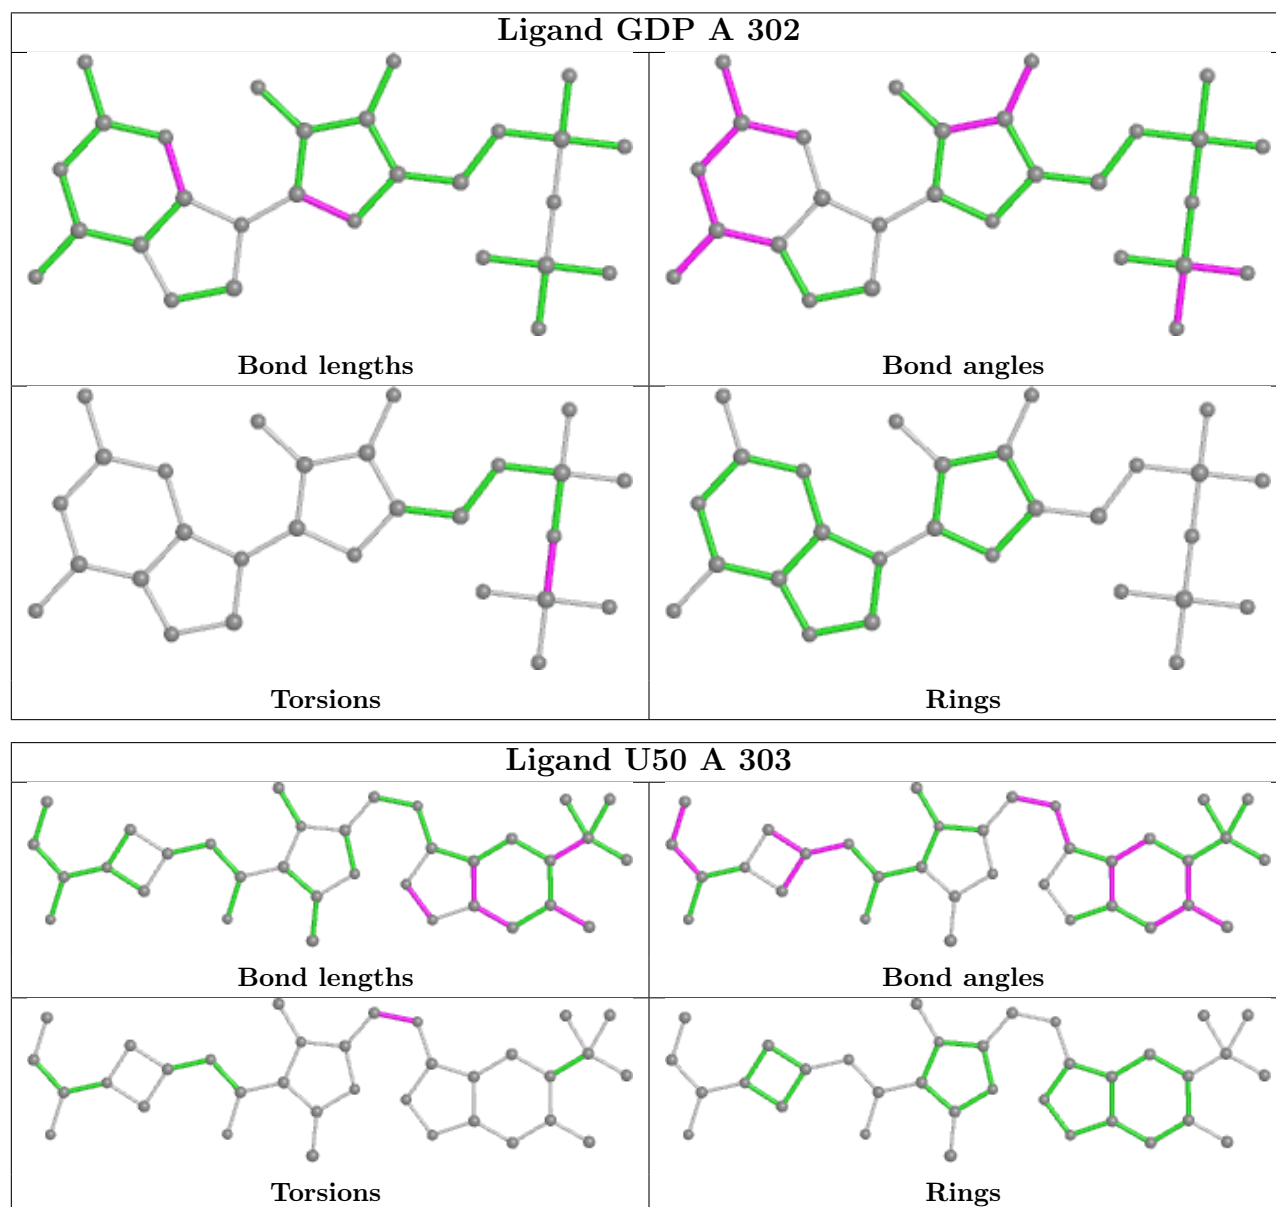 Ligand GDP A 302
Bond lengths
Bond angles
Torsions
Rings
Ligand U50 A 303
Bond lengths
Bond angles
Torsions
Rings